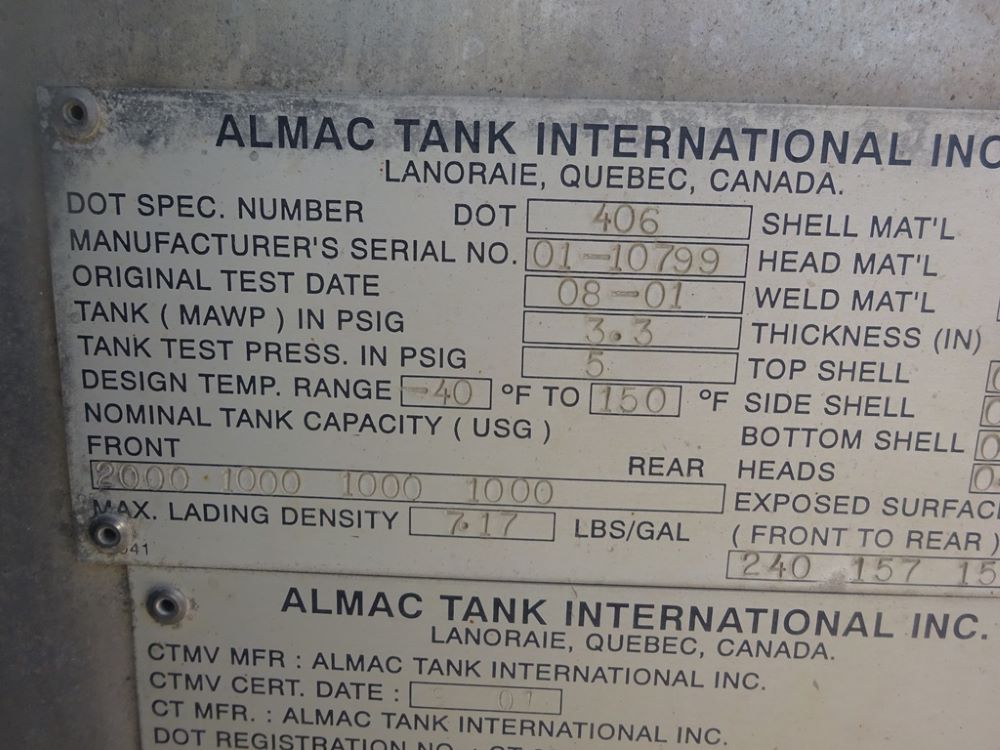 ALMAC TANK INTERNATIONAL INC
LANORAIE, QUEBEC, CANADA.
DOT SPEC. NUMBER DOT 406
MANUFACTURER'S SERIAL NO. 01-10799
ORIGINAL TEST DATE 08-01
TANK ( MAWP ) IN PSIG 3.3
TANK TEST PRESS. IN PSIG 5
DESIGN TEMP. RANGE -40 °F TO 150 °F
NOMINAL TANK CAPACITY ( USG )
FRONT REAR
2000 1000 1000 1000
MAX. LADING DENSITY 7.17 LBS/GAL
SHELL MAT'L
HEAD MAT'L
WELD MAT'L
THICKNESS (IN)
TOP SHELL
SIDE SHELL
BOTTOM SHELL
HEADS
EXPOSED
( FRONT TO REAR )
240 157
ALMAC TANK INTERNATIONAL INC.
LANORAIE, QUEBEC, CANADA.
CTMV MFR : ALMAC TANK INTERNATIONAL INC.
CTMV CERT. DATE : 01
CT MFR. : ALMAC TANK INTERNATIONAL INC.
DOT REGISTRATION NO. : CT